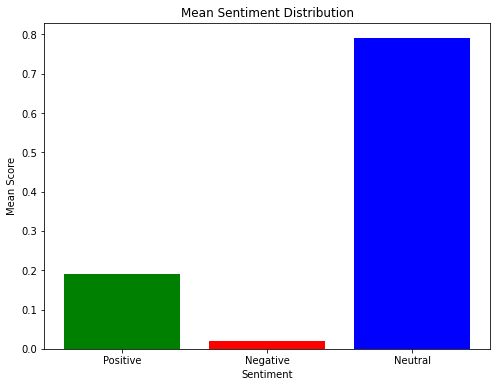 Mean Sentiment Distribution
Mean Score
0.8
0.7
0.6
0.5
0.4
0.3
0.2
0.1
0.0
Positive
Negative
Neutral
Sentiment